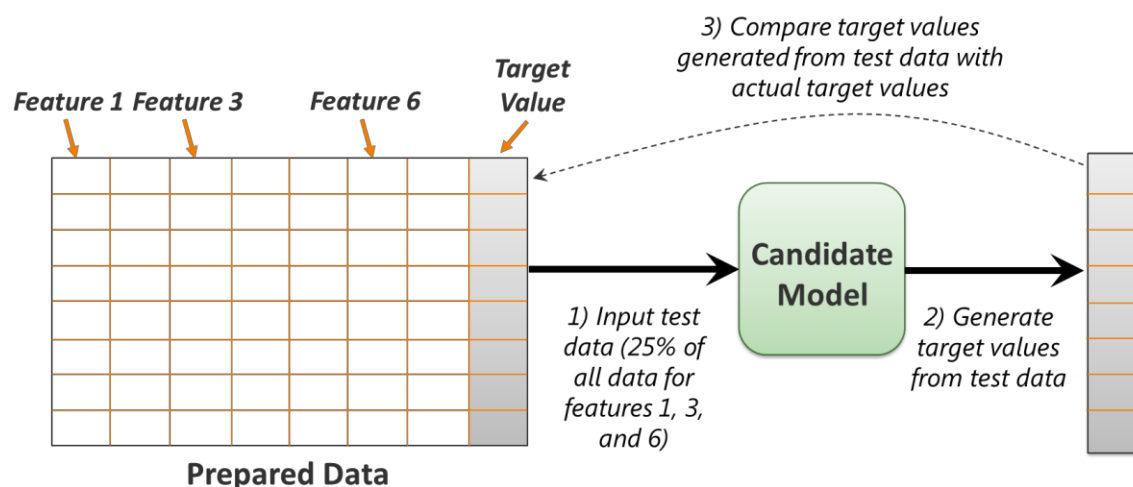 3) Compare target values
generated from test data with
actual target values
Target
Value
Feature 1 Feature 3 Feature 6
Candidate
Model
1) Input test
data (25% of
all data for
features 1, 3,
and 6)
2) Generate
target values
from test data
Prepared Data